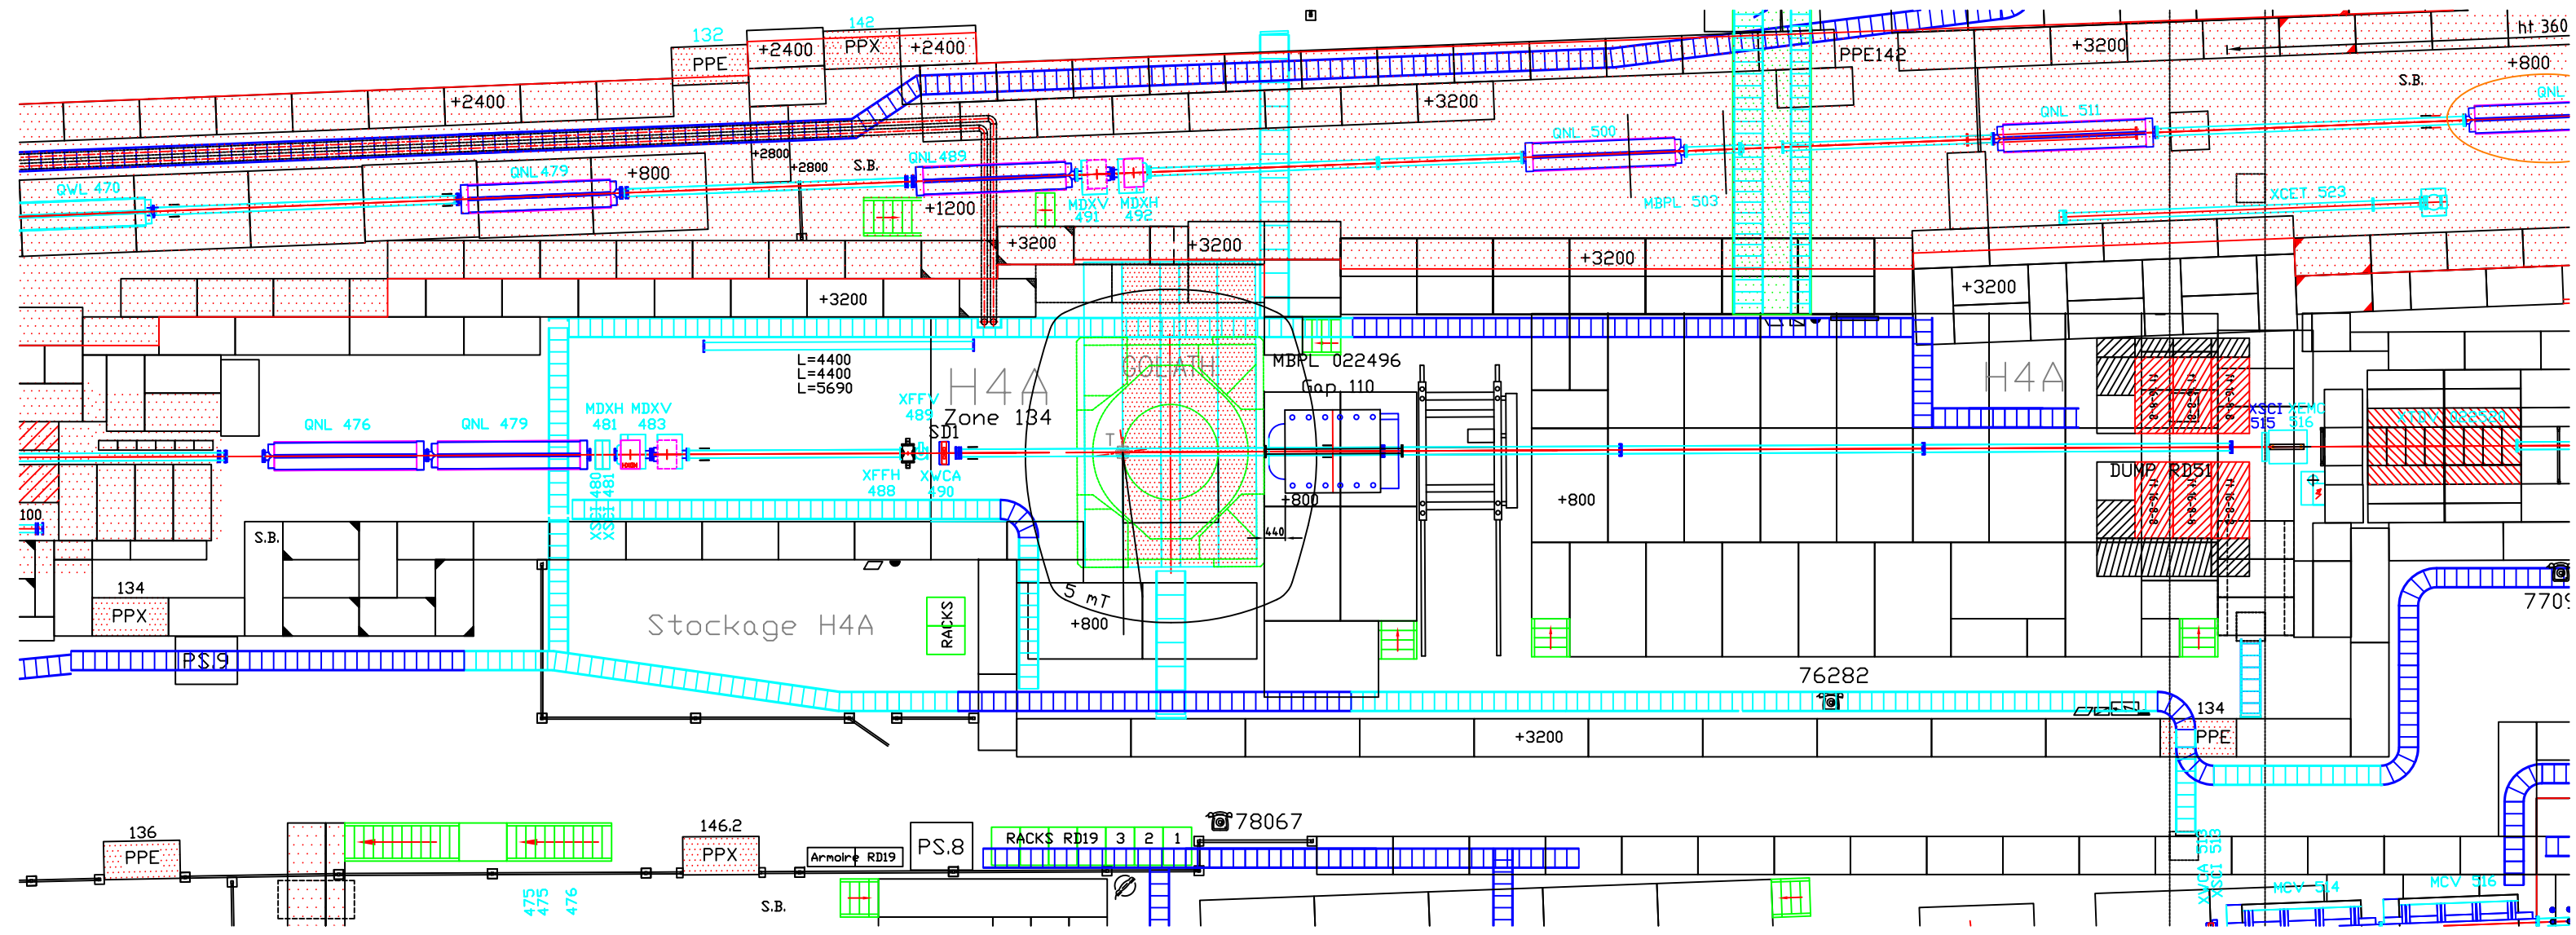 132
142
PPE
+2400
PPX
+2400
+2400
+3200
PPE142
+3200
ht 360
+800
S.B.
QNL
QNL 511
QNL 500
+2800
+2800
S.B.
QNL489
QNL479
+800
QWL 470
MDXV
491
MDXH
492
+1200
MBPL 503
XCET 523
+3200
+3200
+3200
+3200
+3200
L=4400
L=4400
L=5690
H4A
Zone 134
GOLIATH
MBPL 022496
Gap 110
H4A
QNL 476
QNL 479
MDXH
481
MDXV
483
XFFV
489
SD1
T
XFFH
488
XWCA
490
XSCI 480
XSCI 481
XSCI
515
XEMC
516
DUMP RD51
+800
+800
440
100
S.B.
134
PPX
5 mT
+800
Stockage H4A
RACKS
PS.9
76282
7709
134
PPE
+3200
136
PPE
146.2
PPX
Armoire RD19
PS.8
RACKS RD19
3
2
1
78067
475
475
476
S.B.
XWCA 513
XSCI 513
MCV 514
MCV 516